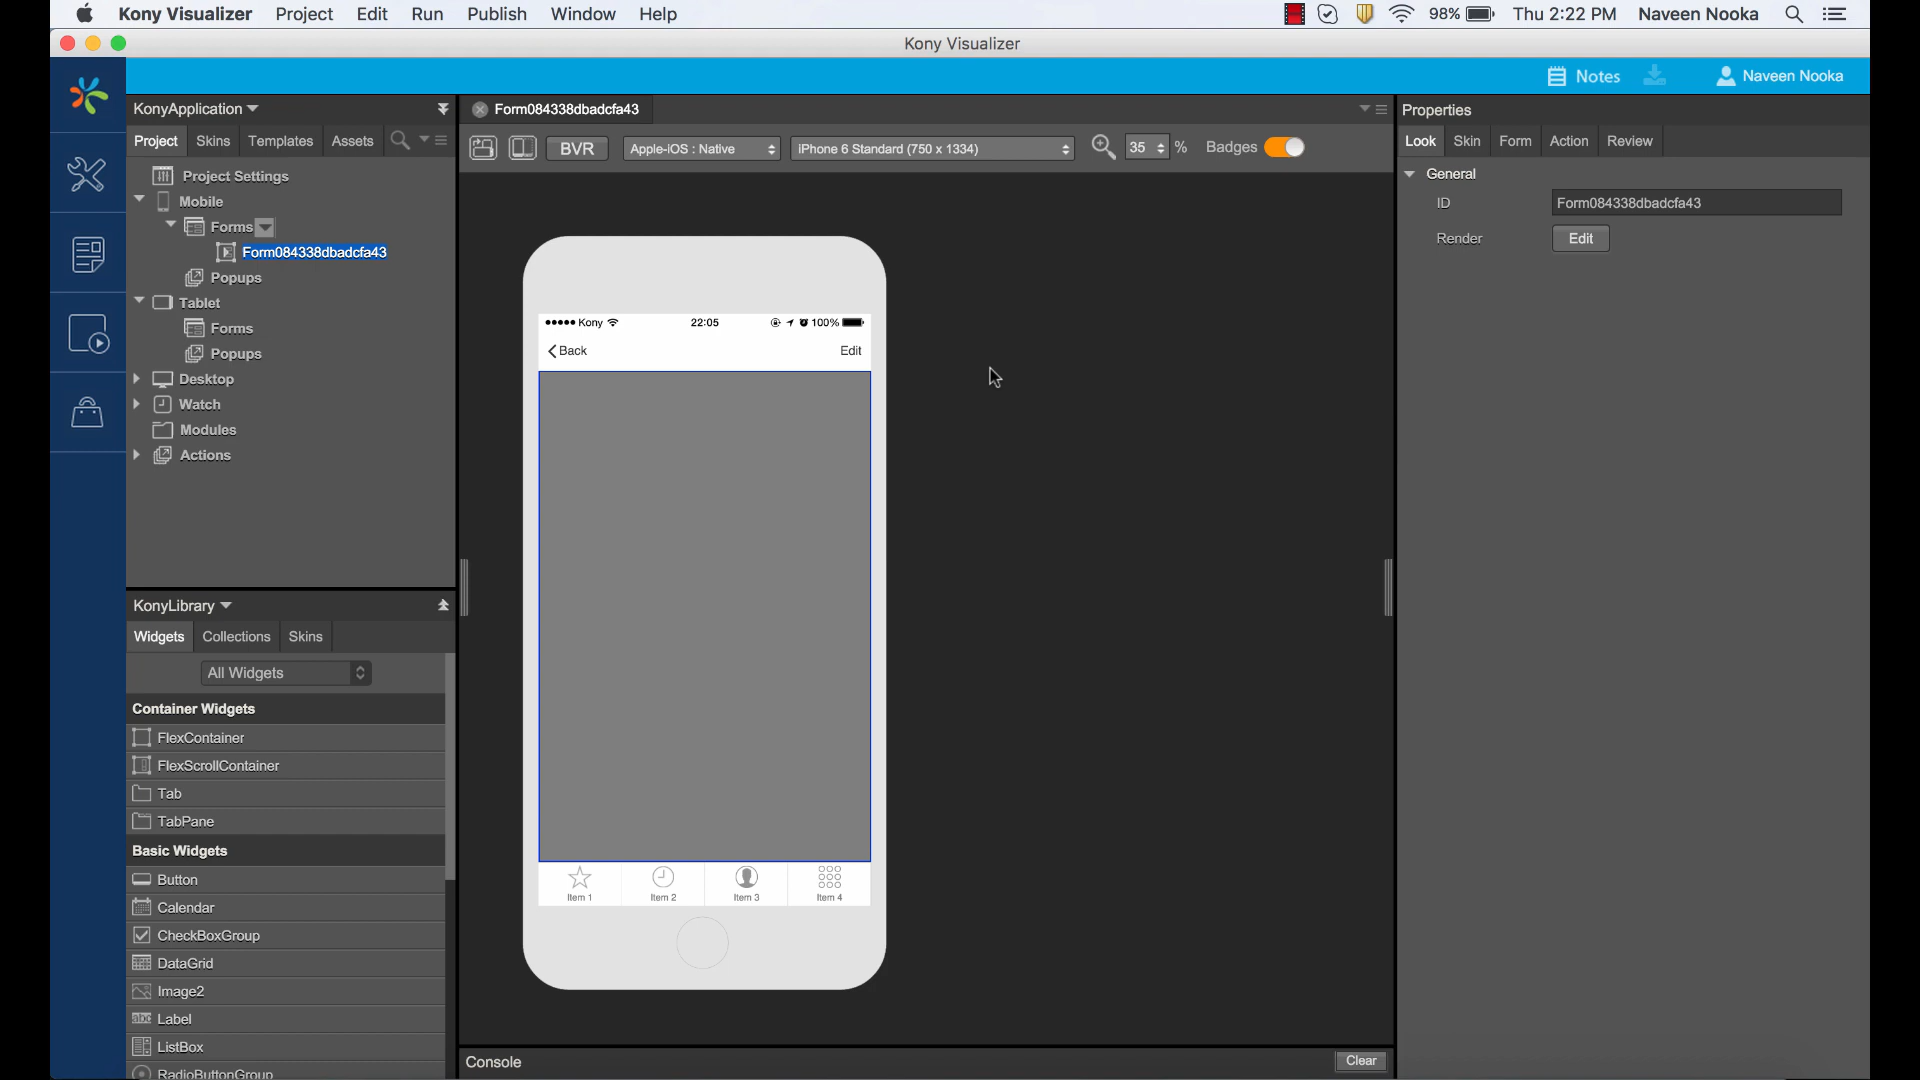 Kony Visualizer Project Edit Run Publish Window Help 98% Thu 2:22 PM Naveen Nooka
Kony Visualizer
Notes Naveen Nooka
KonyApplication
Project Skins Templates Assets
Project Settings
Mobile
Forms
Form084338dbadcfa43
Popups
Tablet
Forms
Popups
Desktop
Watch
Modules
Actions
KonyLibrary
Widgets Collections Skins
All Widgets
Container Widgets
FlexContainer
FlexScrollContainer
Tab
TabPane
Basic Widgets
Button
Calendar
CheckBoxGroup
DataGrid
Image2
Label
ListBox
RadioButtonGroup
Form084338dbadcfa43
BVR Apple-iOS : Native iPhone 6 Standard (750 x 1334) 35 % Badges
Kony 22:05 100%
Back Edit
Item 1 Item 2 Item 3 Item 4
Console Clear
Properties
Look Skin Form Action Review
General
ID Form084338dbadcfa43
Render Edit